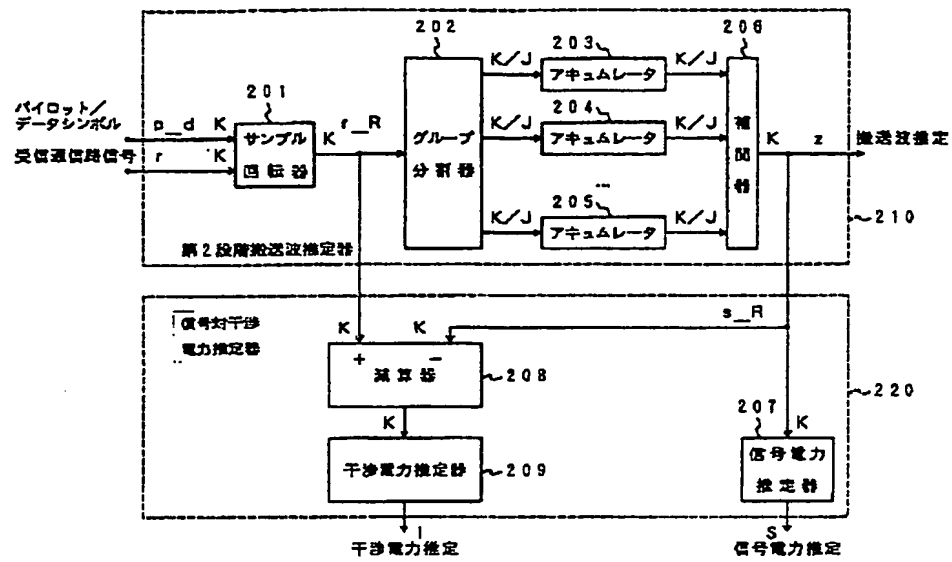 202
206
203
K/J
K/J
アキュムレータ
201
パイロット/
データシンボル
p_d
K
サンプル
回転器
K
r_R
グループ
分割器
204
K/J
K/J
アキュムレータ
補
間
器
K
z
搬送波推定
受信通信路信号
r
K
...
205
K/J
K/J
アキュムレータ
210
第2段階搬送波推定器
s_R
信号対干渉
電力推定器
K
K
+
-
減算器
208
220
207
K
K
干渉電力推定器
209
信号電力
推定器
I
S
干渉電力推定
信号電力推定